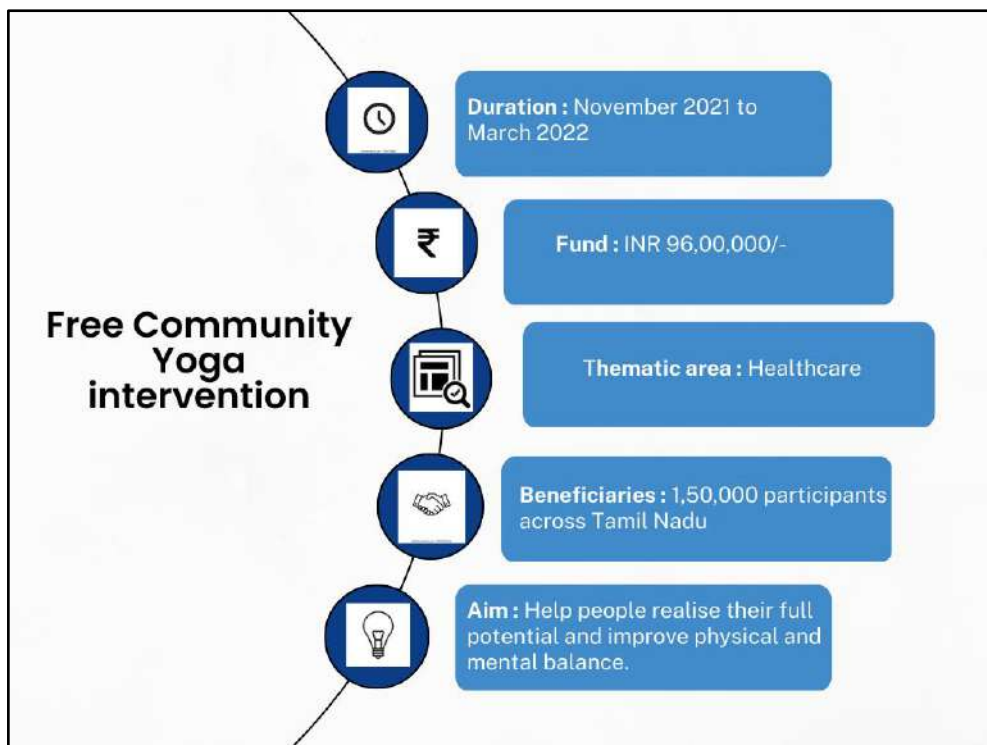 Duration : November 2021 to
March 2022
₹
Fund : INR 96,00,000/-
Free Community
Yoga
intervention
Thematic area : Healthcare
Beneficiaries : 1,50,000 participants
across Tamil Nadu
Aim : Help people realise their full
potential and improve physical and
mental balance.